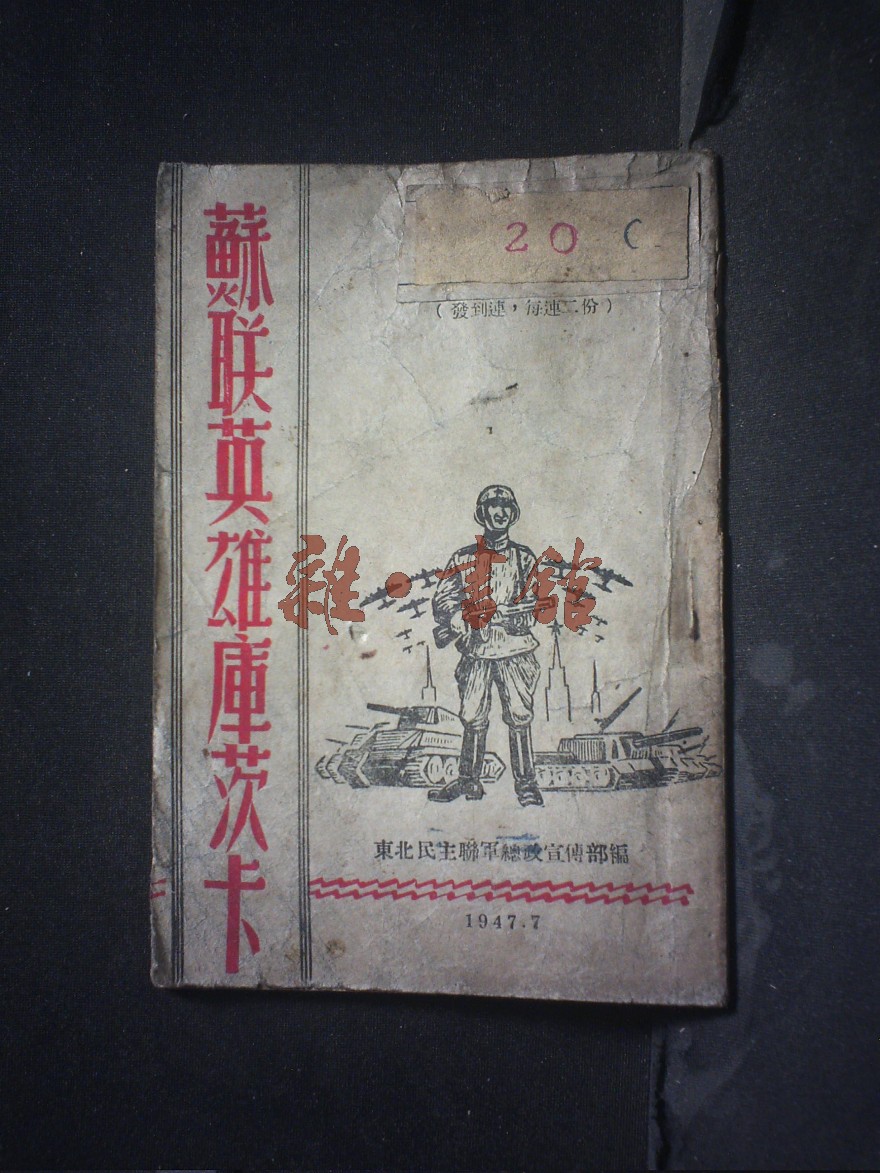 蘇联英雄庫茨卡
20 C
(發到連，每連二份)
雜·書館
東北民主聯軍總政宣傳部編
1947.7